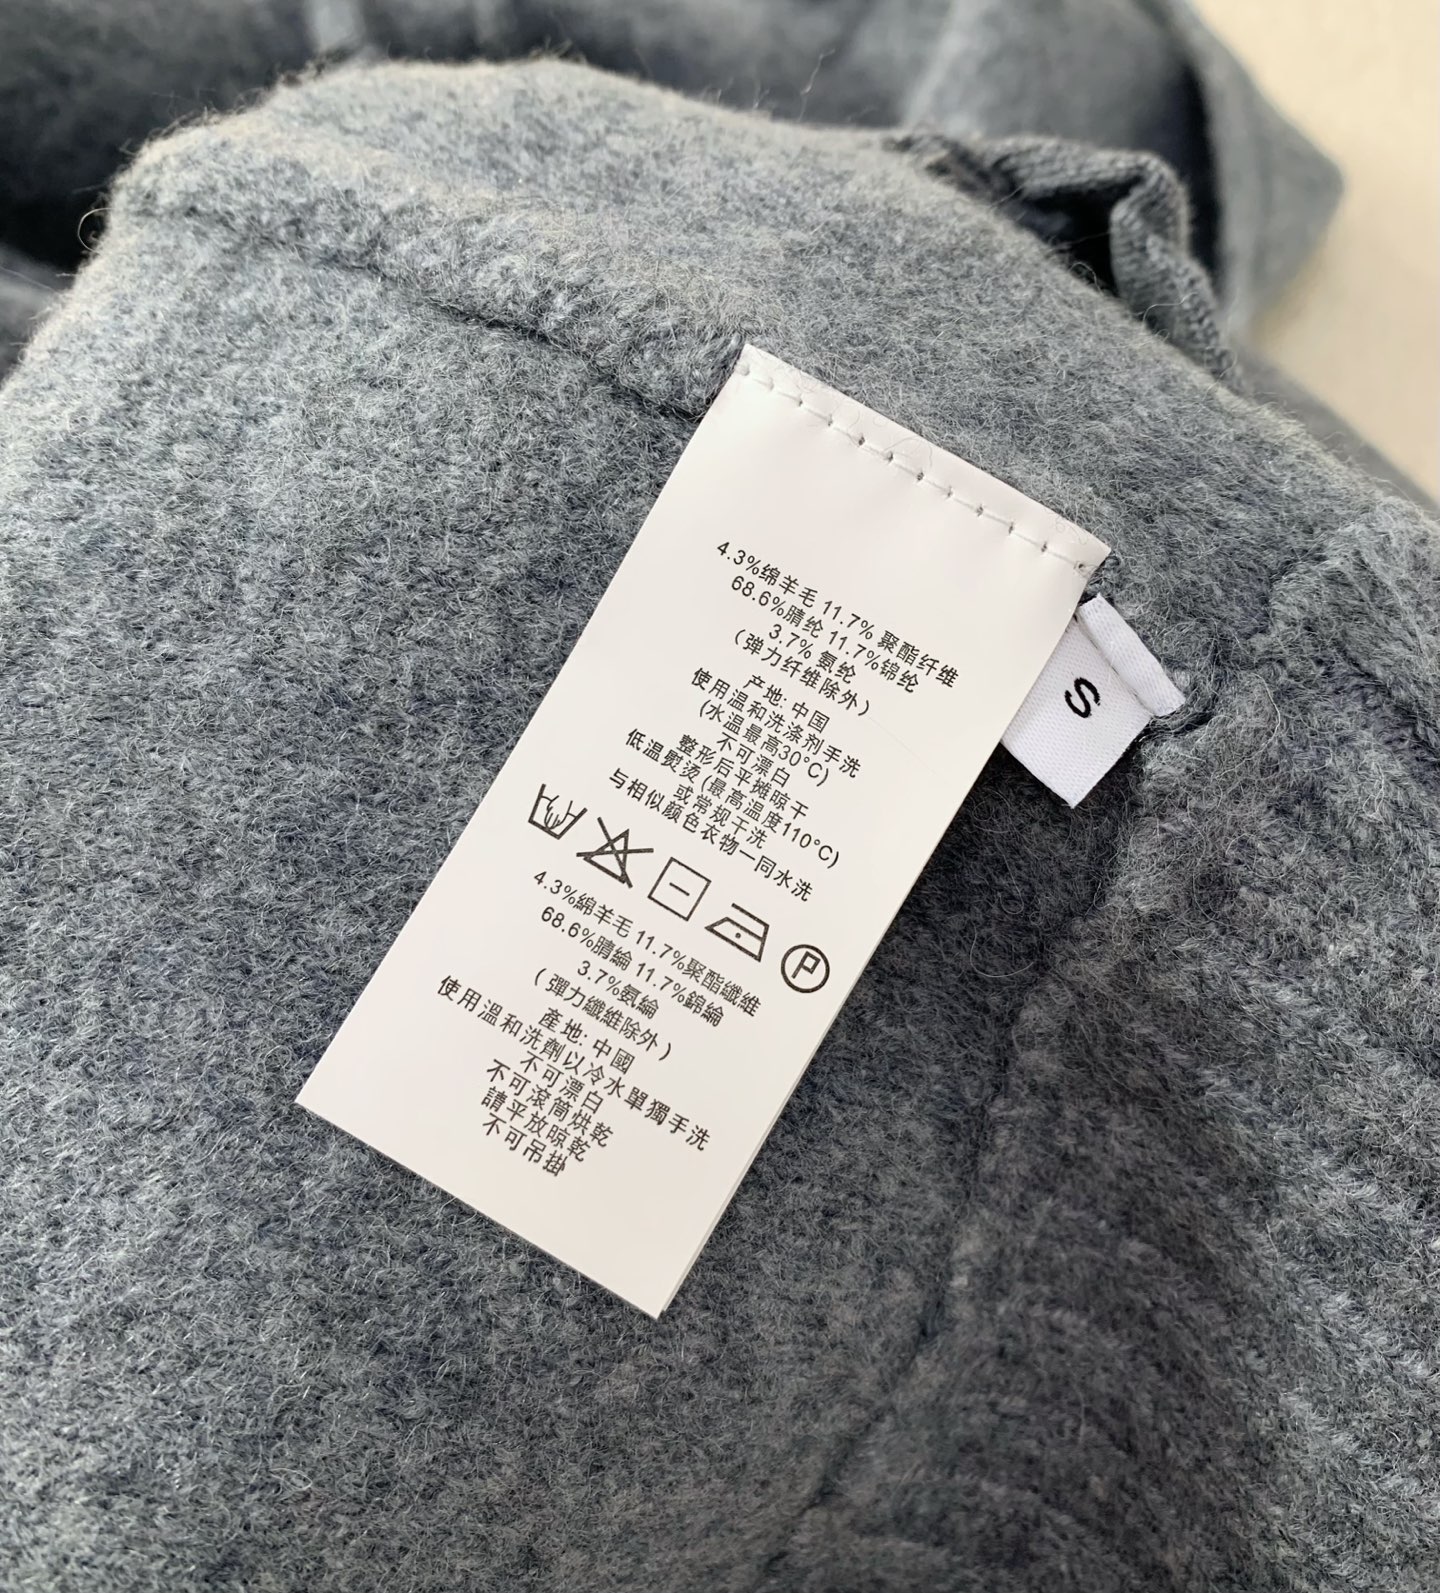 4.3%绵羊毛 11.7% 聚酯纤维
68.6%腈纶 11.7%锦纶
3.7% 氨纶
(弹力纤维除外)
产地: 中国
使用温和洗涤剂手洗
(水温最高30°C)
不可漂白
整形后平摊晾干
低温熨烫(最高温度110°C)
或常规干洗
与相似颜色衣物一同水洗
P
4.3%綿羊毛 11.7%聚酯纖維
68.6%腈綸 11.7%錦綸
3.7%氨綸
(彈力纖維除外)
產地: 中國
使用溫和洗劑以冷水單獨手洗
不可漂白
不可滾筒烘乾
請平放晾乾
不可吊掛
S